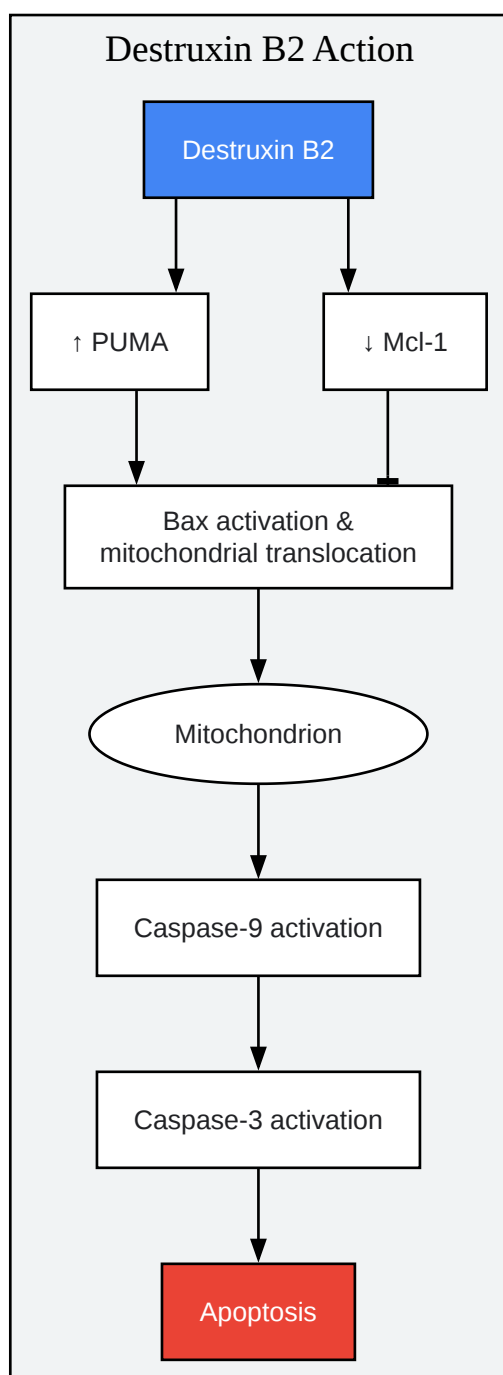 Destruxin B2 Action
Destruxin B2
↑ PUMA
↓ Mcl-1
Bax activation &
mitochondrial translocation
Mitochondrion
Caspase-9 activation
Caspase-3 activation
Apoptosis